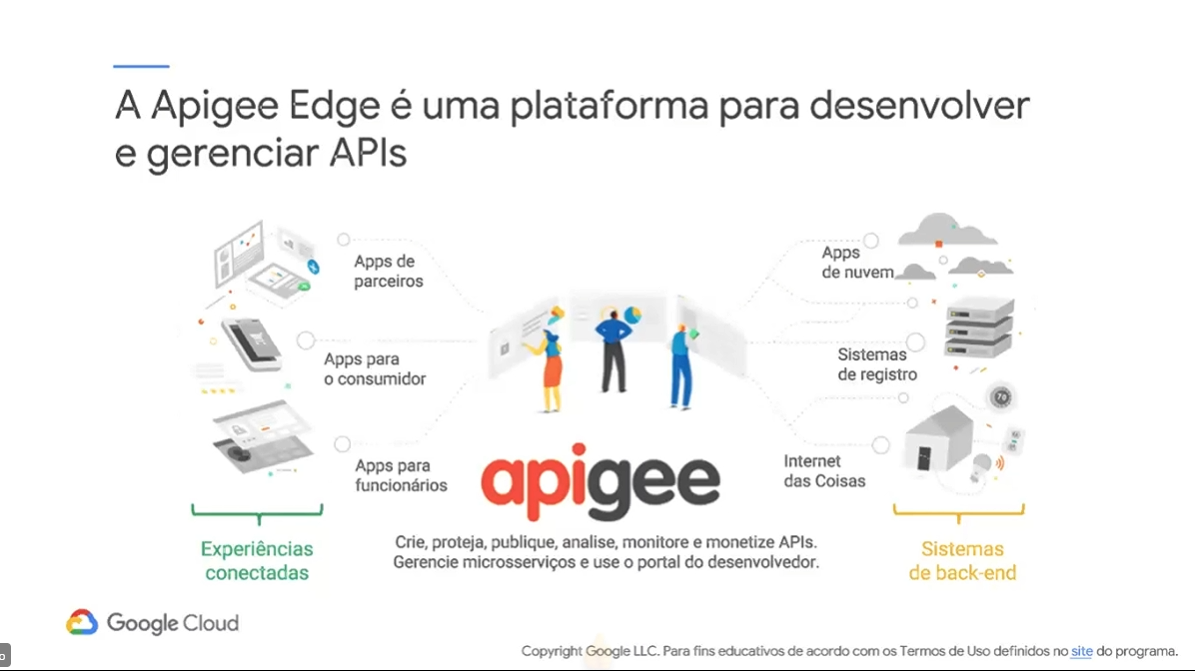 A Apigee Edge é uma plataforma para desenvolver
e gerenciar APIs
Apps de
parceiros
Apps para
o consumidor
Apps para
funcionários
Experiências
conectadas
apigee
Crie, proteja, publique, analise, monitore e monetize APIs.
Gerencie microsserviços e use o portal do desenvolvedor.
Apps
de nuvem
Sistemas
de registro
70
Internet
das Coisas
Sistemas
de back-end
Google Cloud
Copyright Google LLC. Para fins educativos de acordo com os Termos de Uso definidos no site do programa.